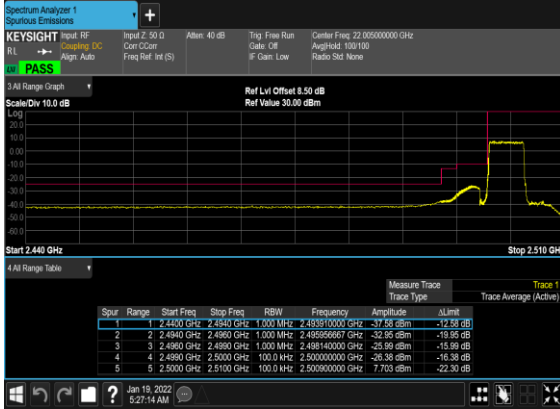 Spectrum Analyzer 1
Spurious Emissions
+
KEYSIGHT
Input: RF
Coupling: DC
Align: Auto
Input Z: 50 Ω
Corr CCorr
Freq Ref: Int (S)
Atten: 40 dB
Trig: Free Run
Gate: Off
IF Gain: Low
Center Freq: 22.005000000 GHz
Avg|Hold: 100/100
Radio Std: None
RL
PASS
3 All Range Graph
Ref Lvl Offset 8.50 dB
Scale/Div 10.0 dB
Ref Value 30.00 dBm
Log
20.0
10.0
0.00
-10.0
-20.0
-30.0
-40.0
-50.0
-60.0
Start 2.440 GHz
Stop 2.510 GH
4 All Range Table
Measure Trace Trace 1
Trace Type Trace Average (Active)
Spur Range Start Freq Stop Freq RBW Frequency Amplitude ΔLimit
1 1 2.4400 GHz 2.4940 GHz 1.000 MHz 2.493910000 GHz -37.58 dBm -12.58 dB
2 2 2.4940 GHz 2.4960 GHz 1.000 MHz 2.495956667 GHz -32.95 dBm -19.95 dB
3 3 2.4960 GHz 2.4990 GHz 1.000 MHz 2.498140000 GHz -25.99 dBm -15.99 dB
4 4 2.4990 GHz 2.5000 GHz 100.0 kHz 2.500000000 GHz -26.38 dBm -16.38 dB
5 5 2.5000 GHz 2.5100 GHz 100.0 kHz 2.500900000 GHz 7.703 dBm -22.30 dB
?
Jan 19, 2022
5:27:14 AM